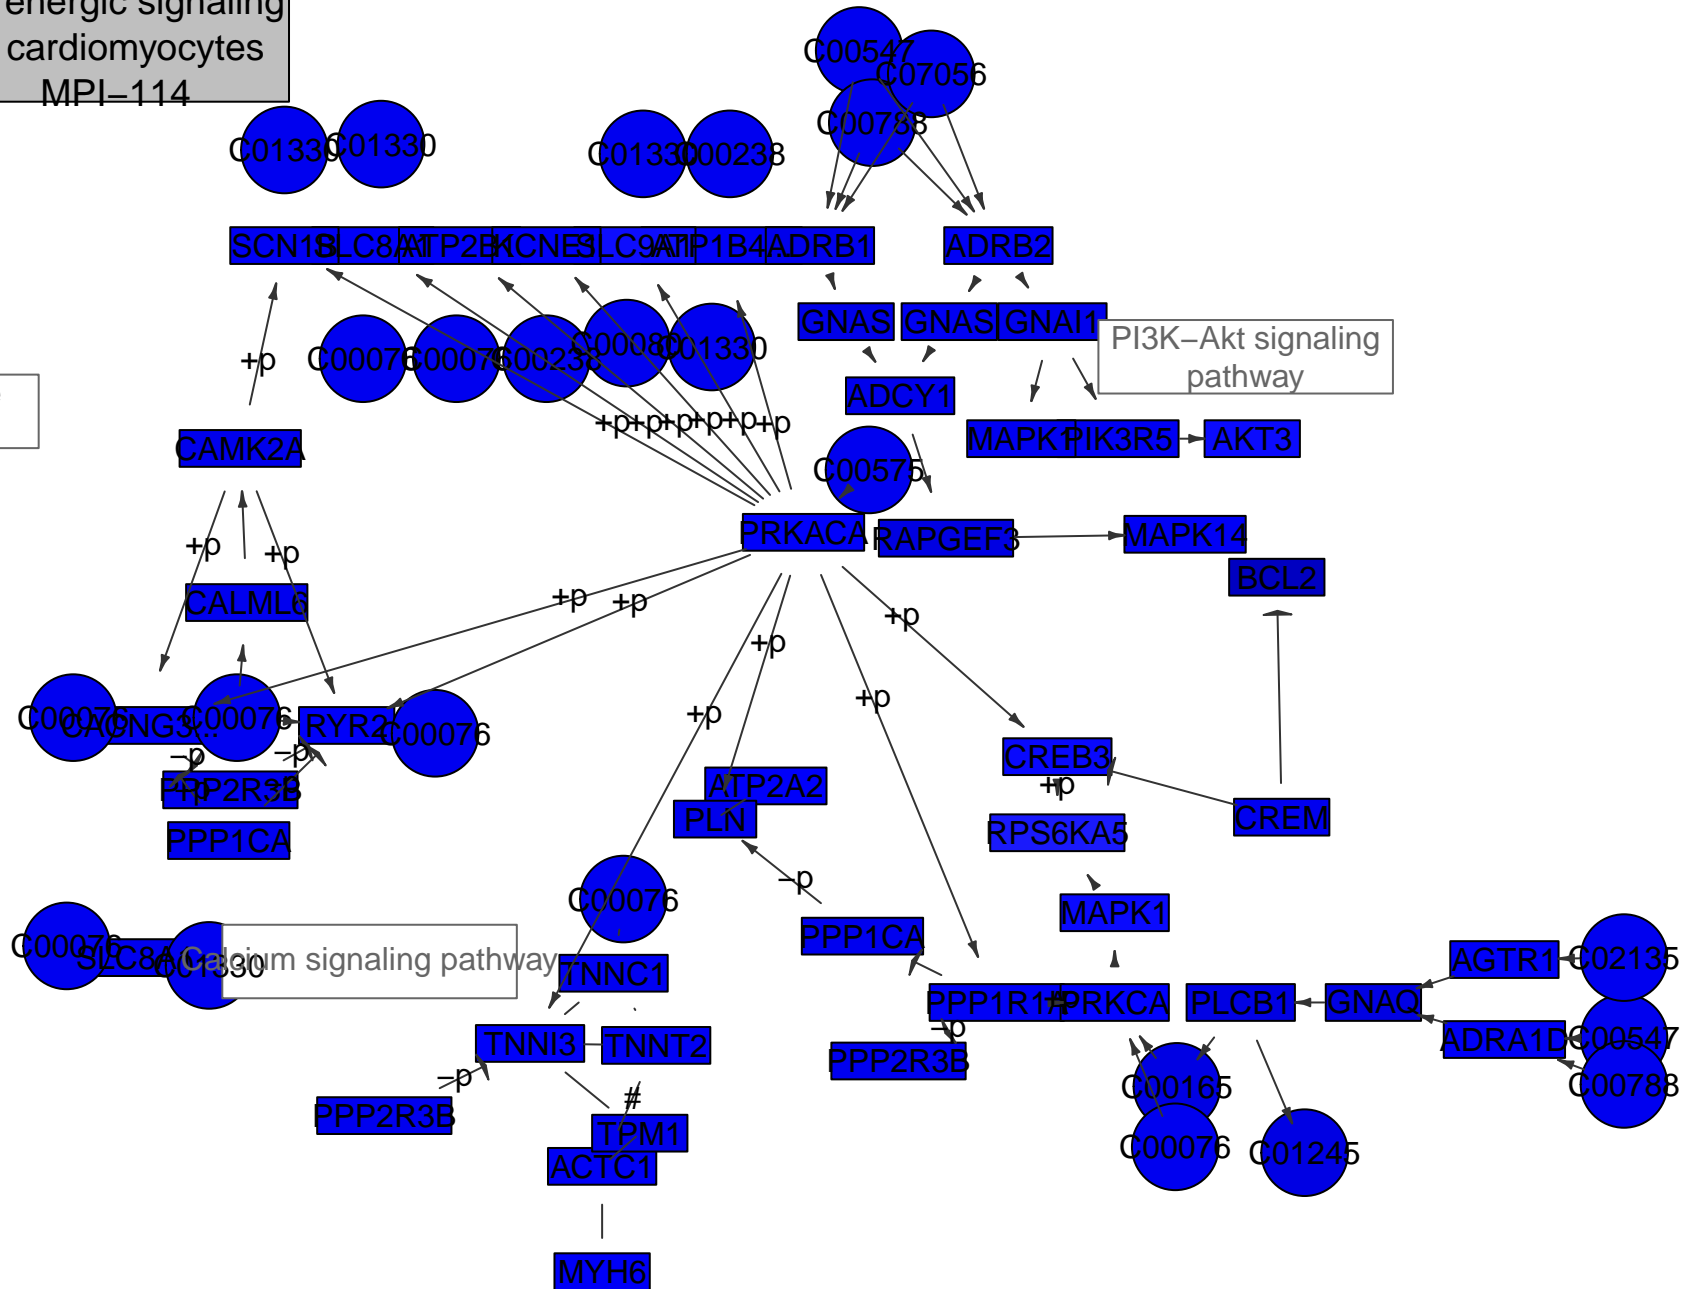 energic signaling
cardiomyocytes
MPI−114
C00547
C07056
C00788
C01330
C01330
C01330
C00238
SCN1B
SLC8A1
ATP2B
KCNE1
SLC9A1
ATP1B4...
ADRB1
ADRB2
GNAS
GNAS
GNAI1
PI3K−Akt signaling
pathway
C00076
C00076
C00238
C00080
C01330
+p
ADCY1
+p
+p
+p
+p
+p
+p
MAPK1
PIK3R5
AKT3
CAMK2A
C00575
PRKACA
RAPGEF3
MAPK14
BCL2
+p
+p
CALML6
+p
+p
+p
+p
+p
+p
C00076
CACNG3...
C00076
RYR2
C00076
−p
−p
PPP2R3B
+p
+p
PPP1CA
CREB3
+p
ATP2A2
PLN
RPS6KA5
CREM
−p
C00076
MAPK1
PPP1CA
C00076
SLC8A1
C01330
Calcium signaling pathway
TNNC1
AGTR1
C02135
PPP1R1A
+p
PRKCA
PLCB1
GNAQ
−p
TNNI3
TNNT2
PPP2R3B
ADRA1D
C00547
−p
C00165
C00788
#
PPP2R3B
TPM1
C00076
C01245
ACTC1
MYH6